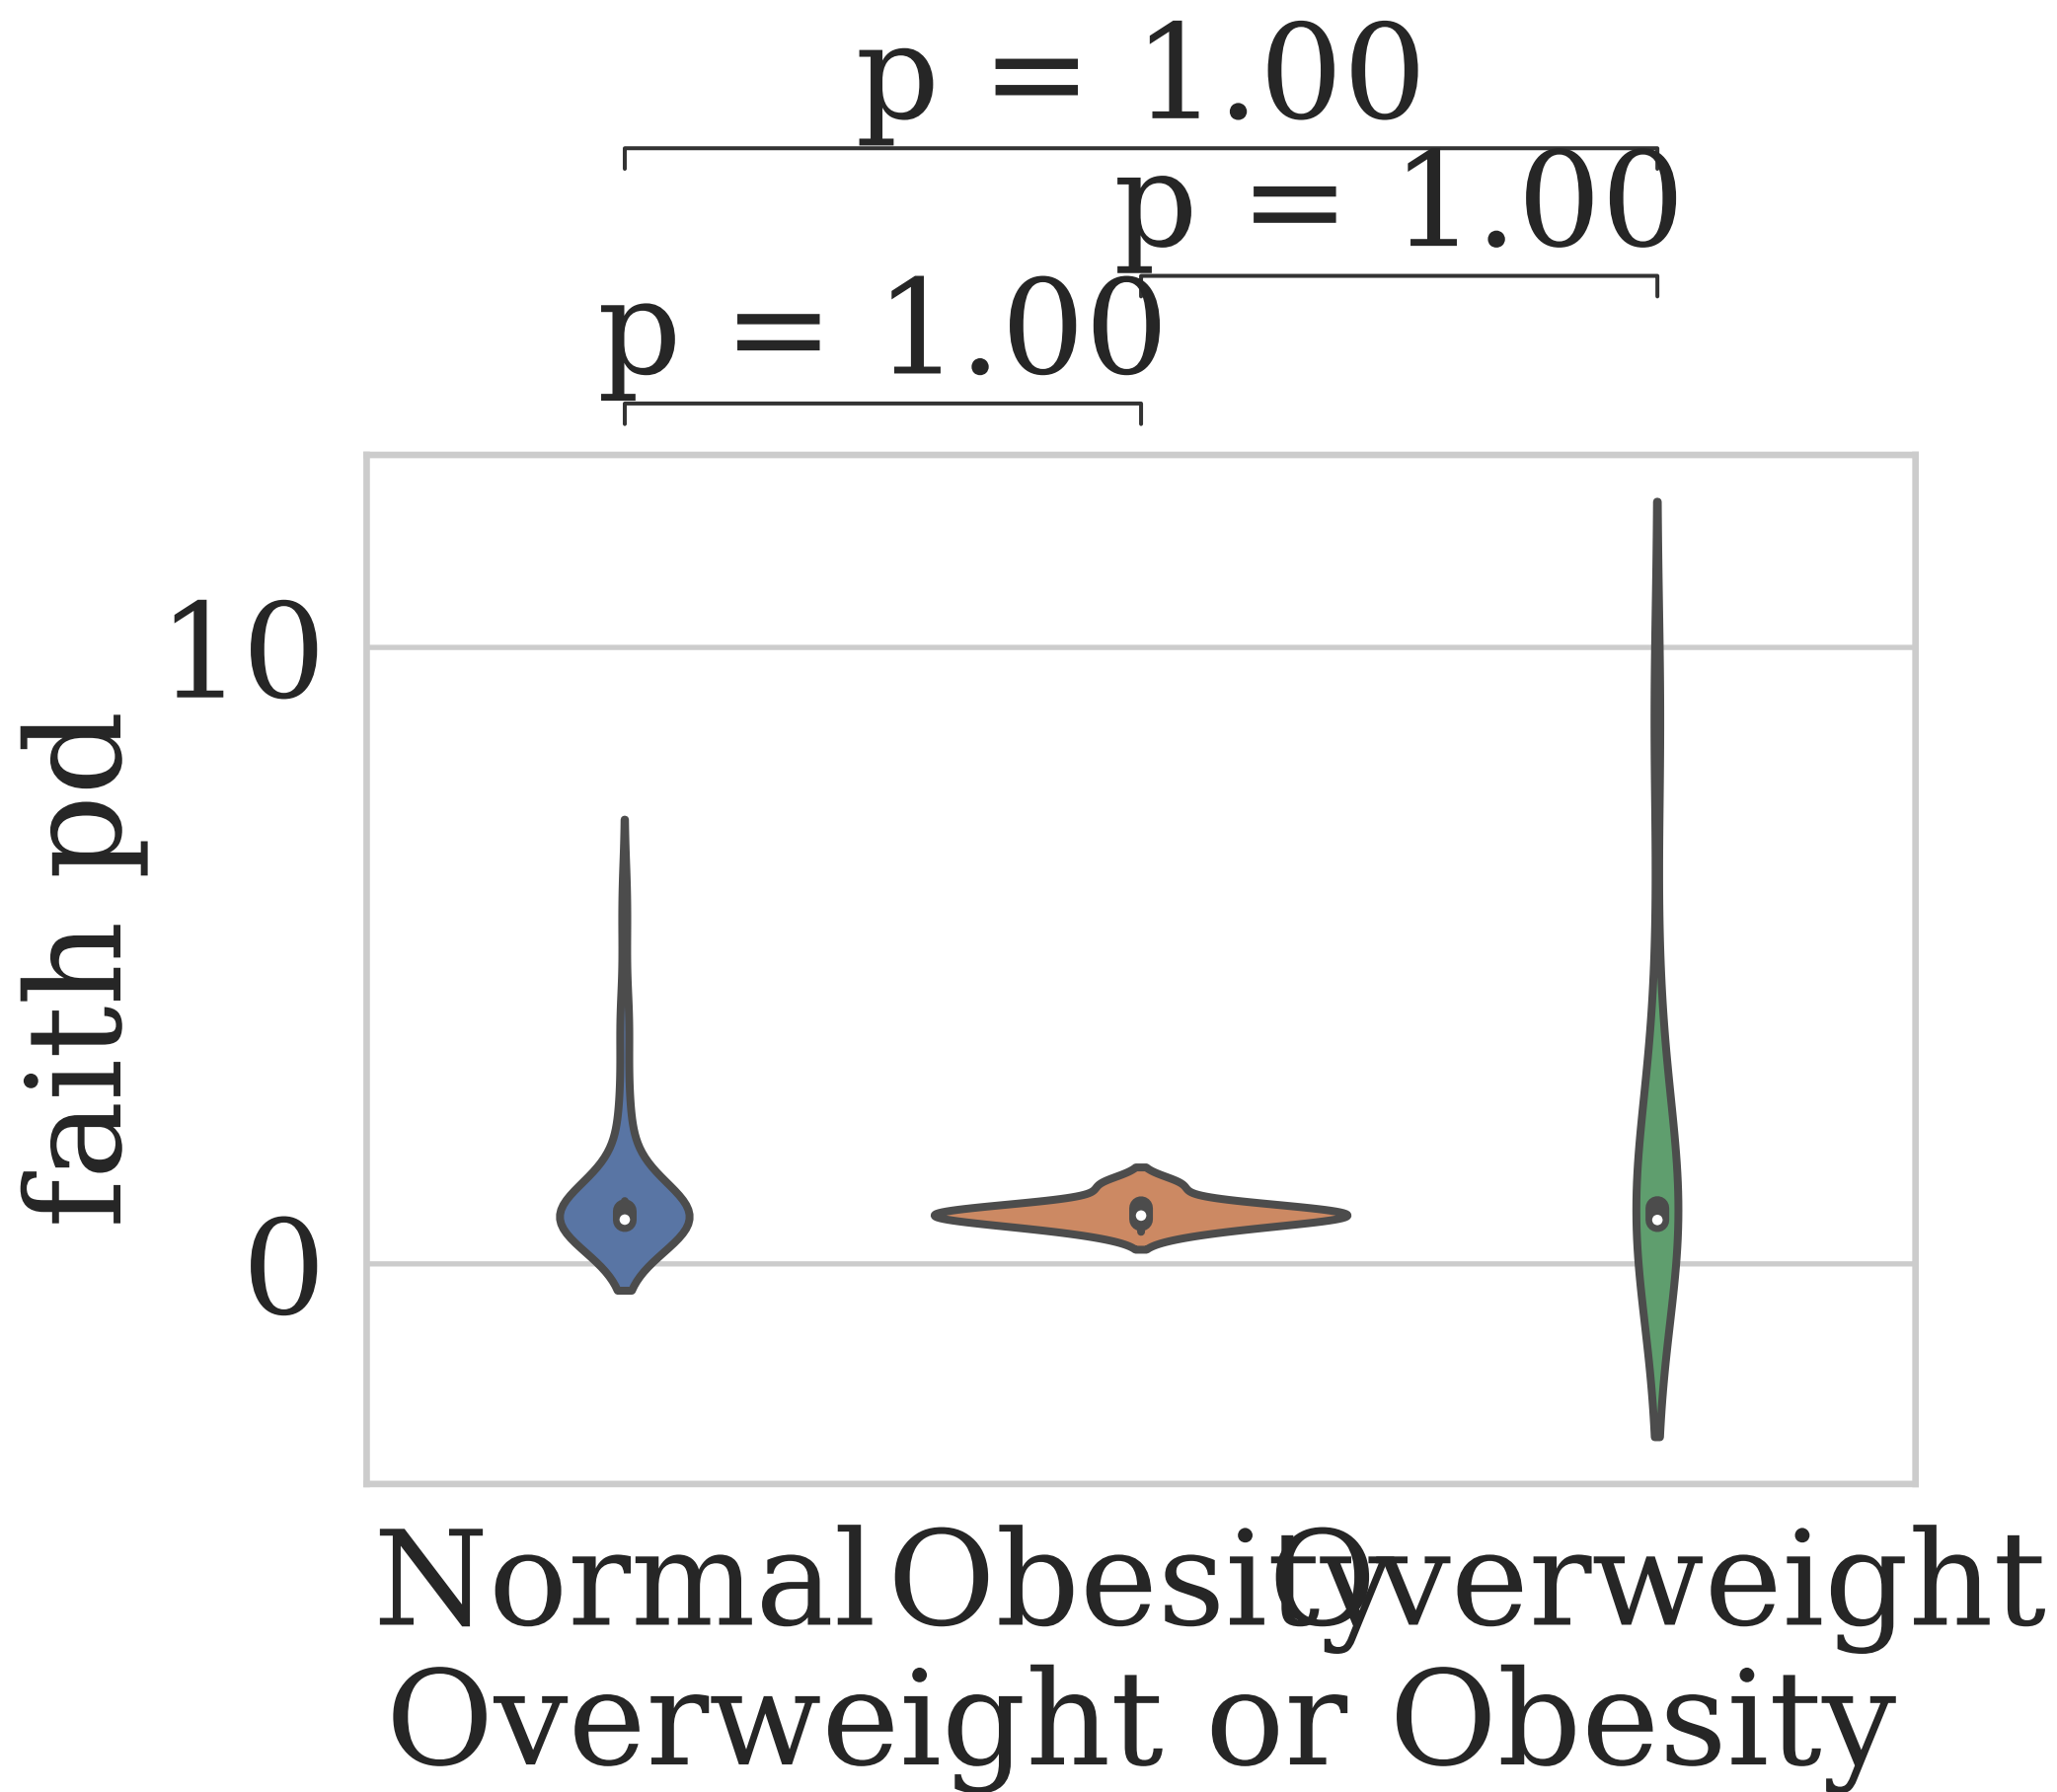 p = 1.00
p = 1.00
p = 1.00
10
0
faith pd
Normal
Obesity
Overweight
Overweight or Obesity